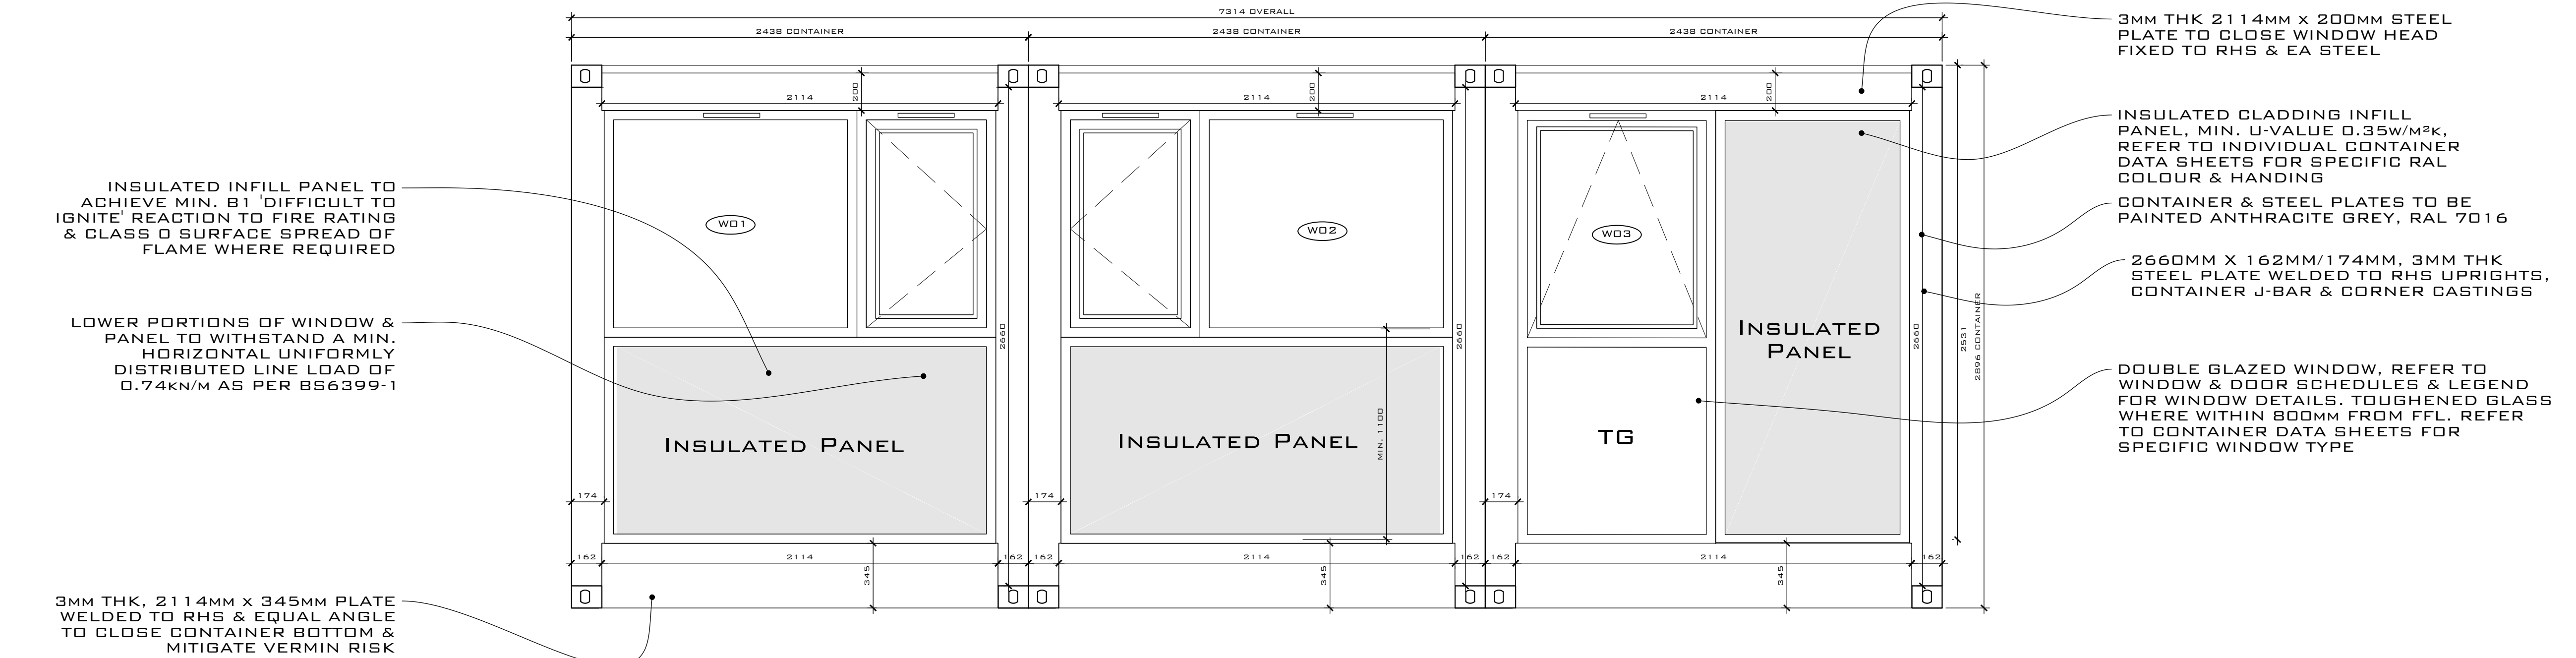 7314 OVERALL
2438 CONTAINER
2438 CONTAINER
2438 CONTAINER
200
200
200
2114
2114
2114
W01
W02
W03
INSULATED
PANEL
TG
INSULATED PANEL
INSULATED PANEL
MIN. 1100
2660
2660
2660
2531
2896 CONTAINER
174
174
174
162
2114
162
162
2114
162
162
2114
162
345
345
345
INSULATED INFILL PANEL TO
ACHIEVE MIN. B1 'DIFFICULT TO
IGNITE' REACTION TO FIRE RATING
& CLASS 0 SURFACE SPREAD OF
FLAME WHERE REQUIRED
LOWER PORTIONS OF WINDOW &
PANEL TO WITHSTAND A MIN.
HORIZONTAL UNIFORMLY
DISTRIBUTED LINE LOAD OF
0.74KN/M AS PER BS6399-1
3MM THK, 2114MM X 345MM PLATE
WELDED TO RHS & EQUAL ANGLE
TO CLOSE CONTAINER BOTTOM &
MITIGATE VERMIN RISK
3MM THK 2114MM X 200MM STEEL
PLATE TO CLOSE WINDOW HEAD
FIXED TO RHS & EA STEEL
INSULATED CLADDING INFILL
PANEL, MIN. U-VALUE 0.35W/M²K,
REFER TO INDIVIDUAL CONTAINER
DATA SHEETS FOR SPECIFIC RAL
COLOUR & HANDING
CONTAINER & STEEL PLATES TO BE
PAINTED ANTHRACITE GREY, RAL 7016
2660MM X 162MM/174MM, 3MM THK
STEEL PLATE WELDED TO RHS UPRIGHTS,
CONTAINER J-BAR & CORNER CASTINGS
DOUBLE GLAZED WINDOW, REFER TO
WINDOW & DOOR SCHEDULES & LEGEND
FOR WINDOW DETAILS. TOUGHENED GLASS
WHERE WITHIN 800MM FROM FFL. REFER
TO CONTAINER DATA SHEETS FOR
SPECIFIC WINDOW TYPE